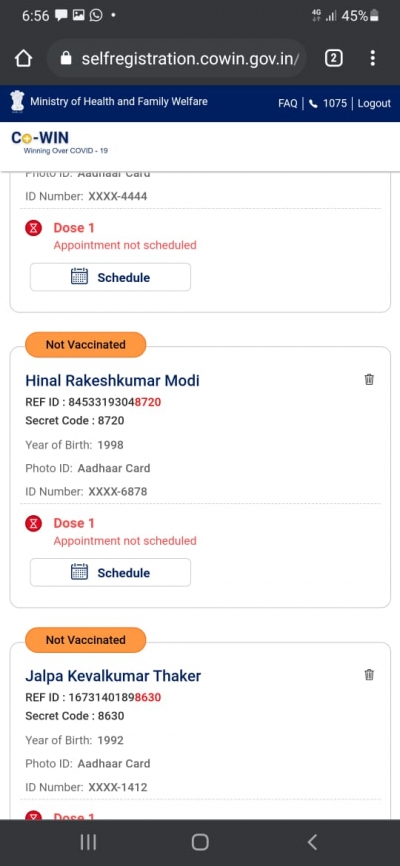 6:56
4G
45%
selfregistration.cowin.gov.in/
2
Ministry of Health and Family Welfare
FAQ | 1075 | Logout
Co-WIN
Winning Over COVID - 19
Photo ID: Aadhaar Card
ID Number: XXXX-4444
Dose 1
Appointment not scheduled
Schedule
Not Vaccinated
Hinal Rakeshkumar Modi
REF ID : 84533193048720
Secret Code : 8720
Year of Birth: 1998
Photo ID: Aadhaar Card
ID Number: XXXX-6878
Dose 1
Appointment not scheduled
Schedule
Not Vaccinated
Jalpa Kevalkumar Thaker
REF ID : 16731401898630
Secret Code : 8630
Year of Birth: 1992
Photo ID: Aadhaar Card
ID Number: XXXX-1412
Dose 1